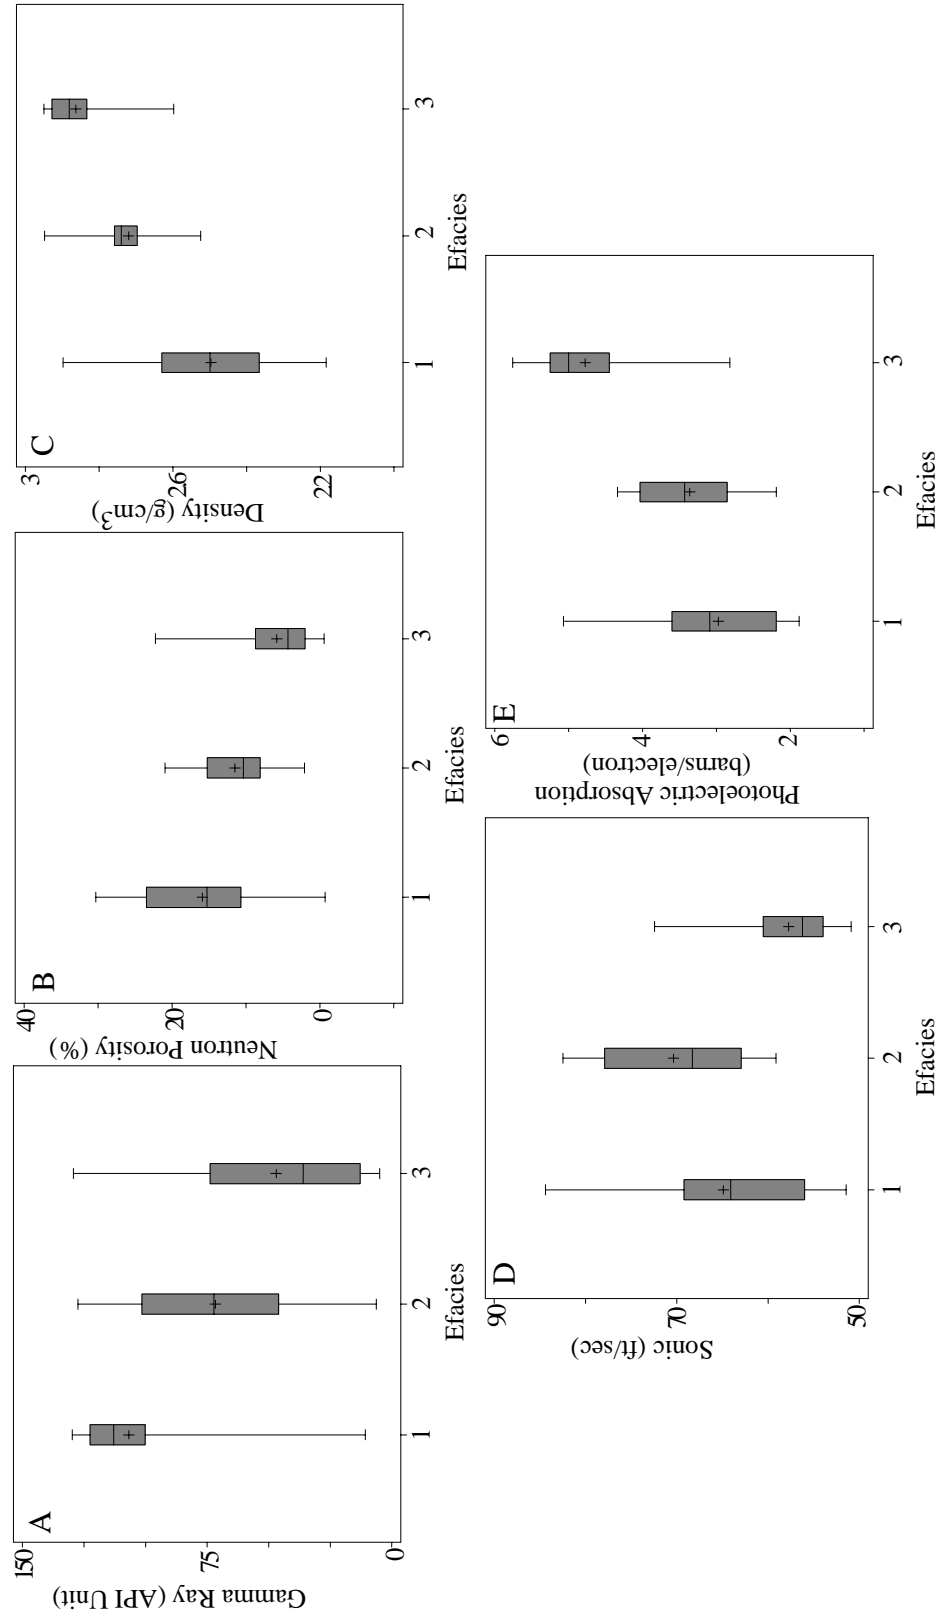 A
150
75
0
Gamma Ray (API Unit)
1
2
3
Efacies
B
40
20
0
Neutron Porosity (%)
1
2
3
Efacies
C
3
2.6
2.2
Density (g/cm³)
1
2
3
Efacies
D
90
70
50
Sonic (ft/sec)
1
2
3
Efacies
E
6
4
2
Photoelectric Absorption
(barns/electron)
1
2
3
Efacies